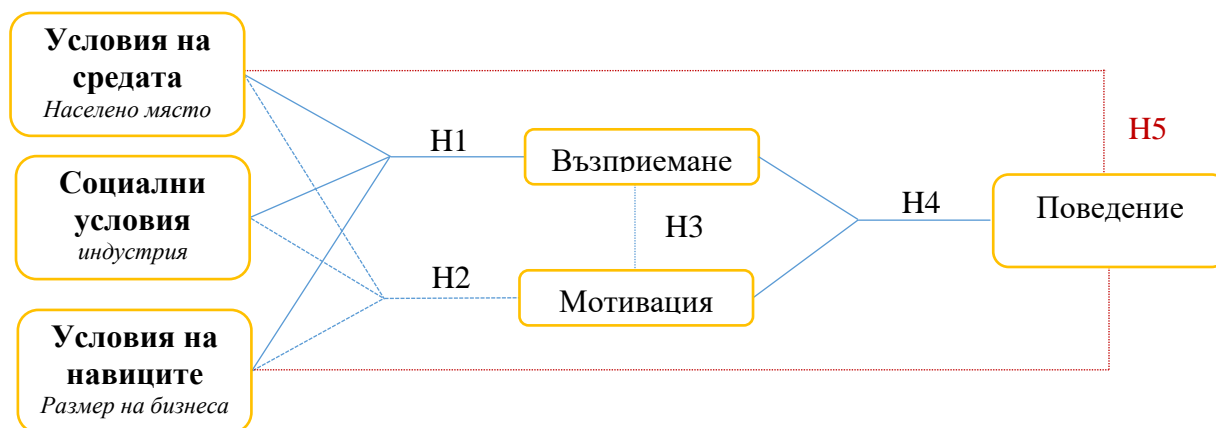 Условия на
средата
Населено място
Социални
условия
индустрия
Условия на
навиците
Размер на бизнеса
H1
H2
Възприемане
H3
Мотивация
H4
H5
Поведение